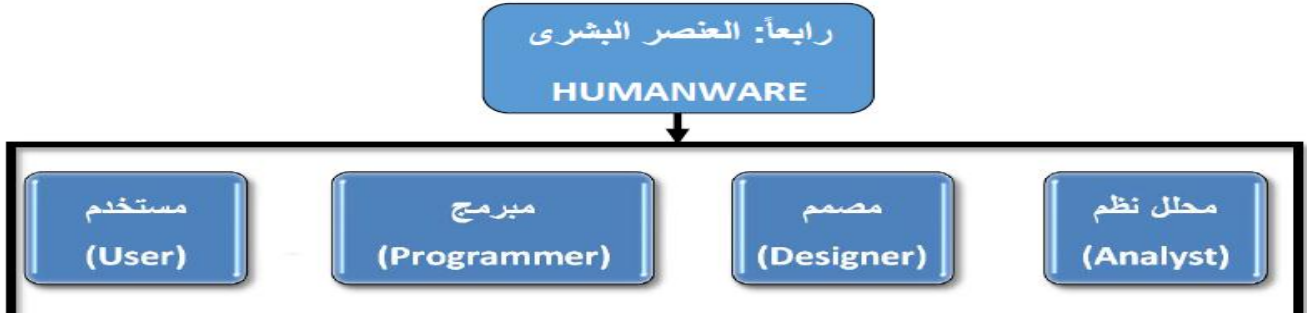 رابعاً: العنصر البشرى
HUMANWARE
محلل نظم
(Analyst)
مصمم
(Designer)
مبرمج
(Programmer)
مستخدم
(User)